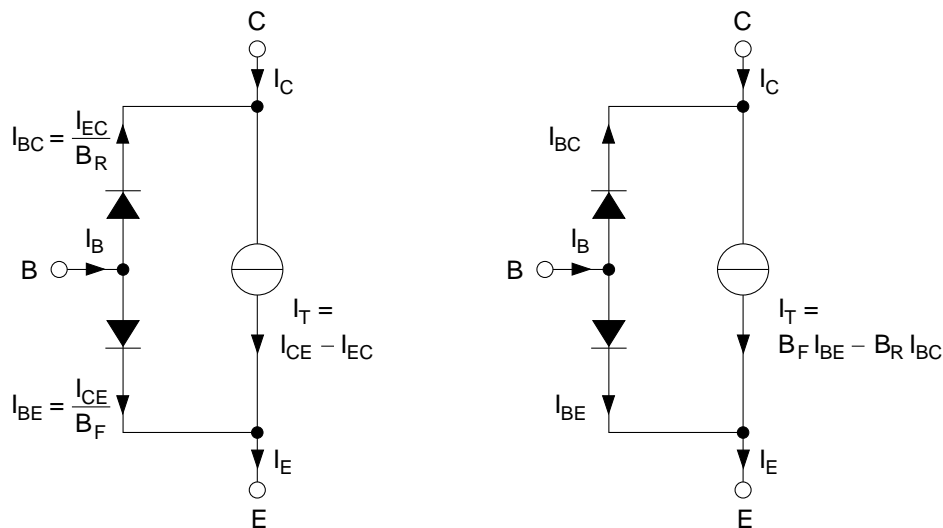 C
I_C
I_BC = I_EC / B_R
I_B
B
I_T =
I_CE – I_EC
I_BE = I_CE / B_F
I_E
E
C
I_C
I_BC
I_B
B
I_T =
B_F I_BE – B_R I_BC
I_BE
I_E
E